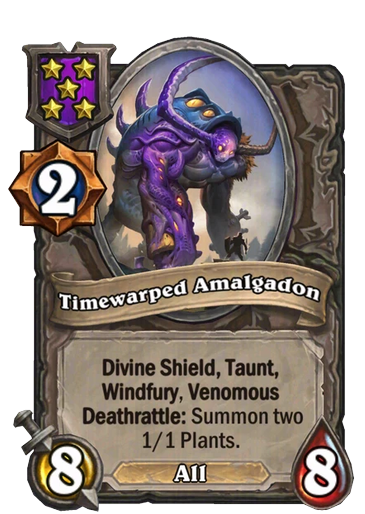 2
Timewarped Amalgadon
Divine Shield, Taunt,
Windfury, Venomous
Deathrattle: Summon two
1/1 Plants.
8
All
8